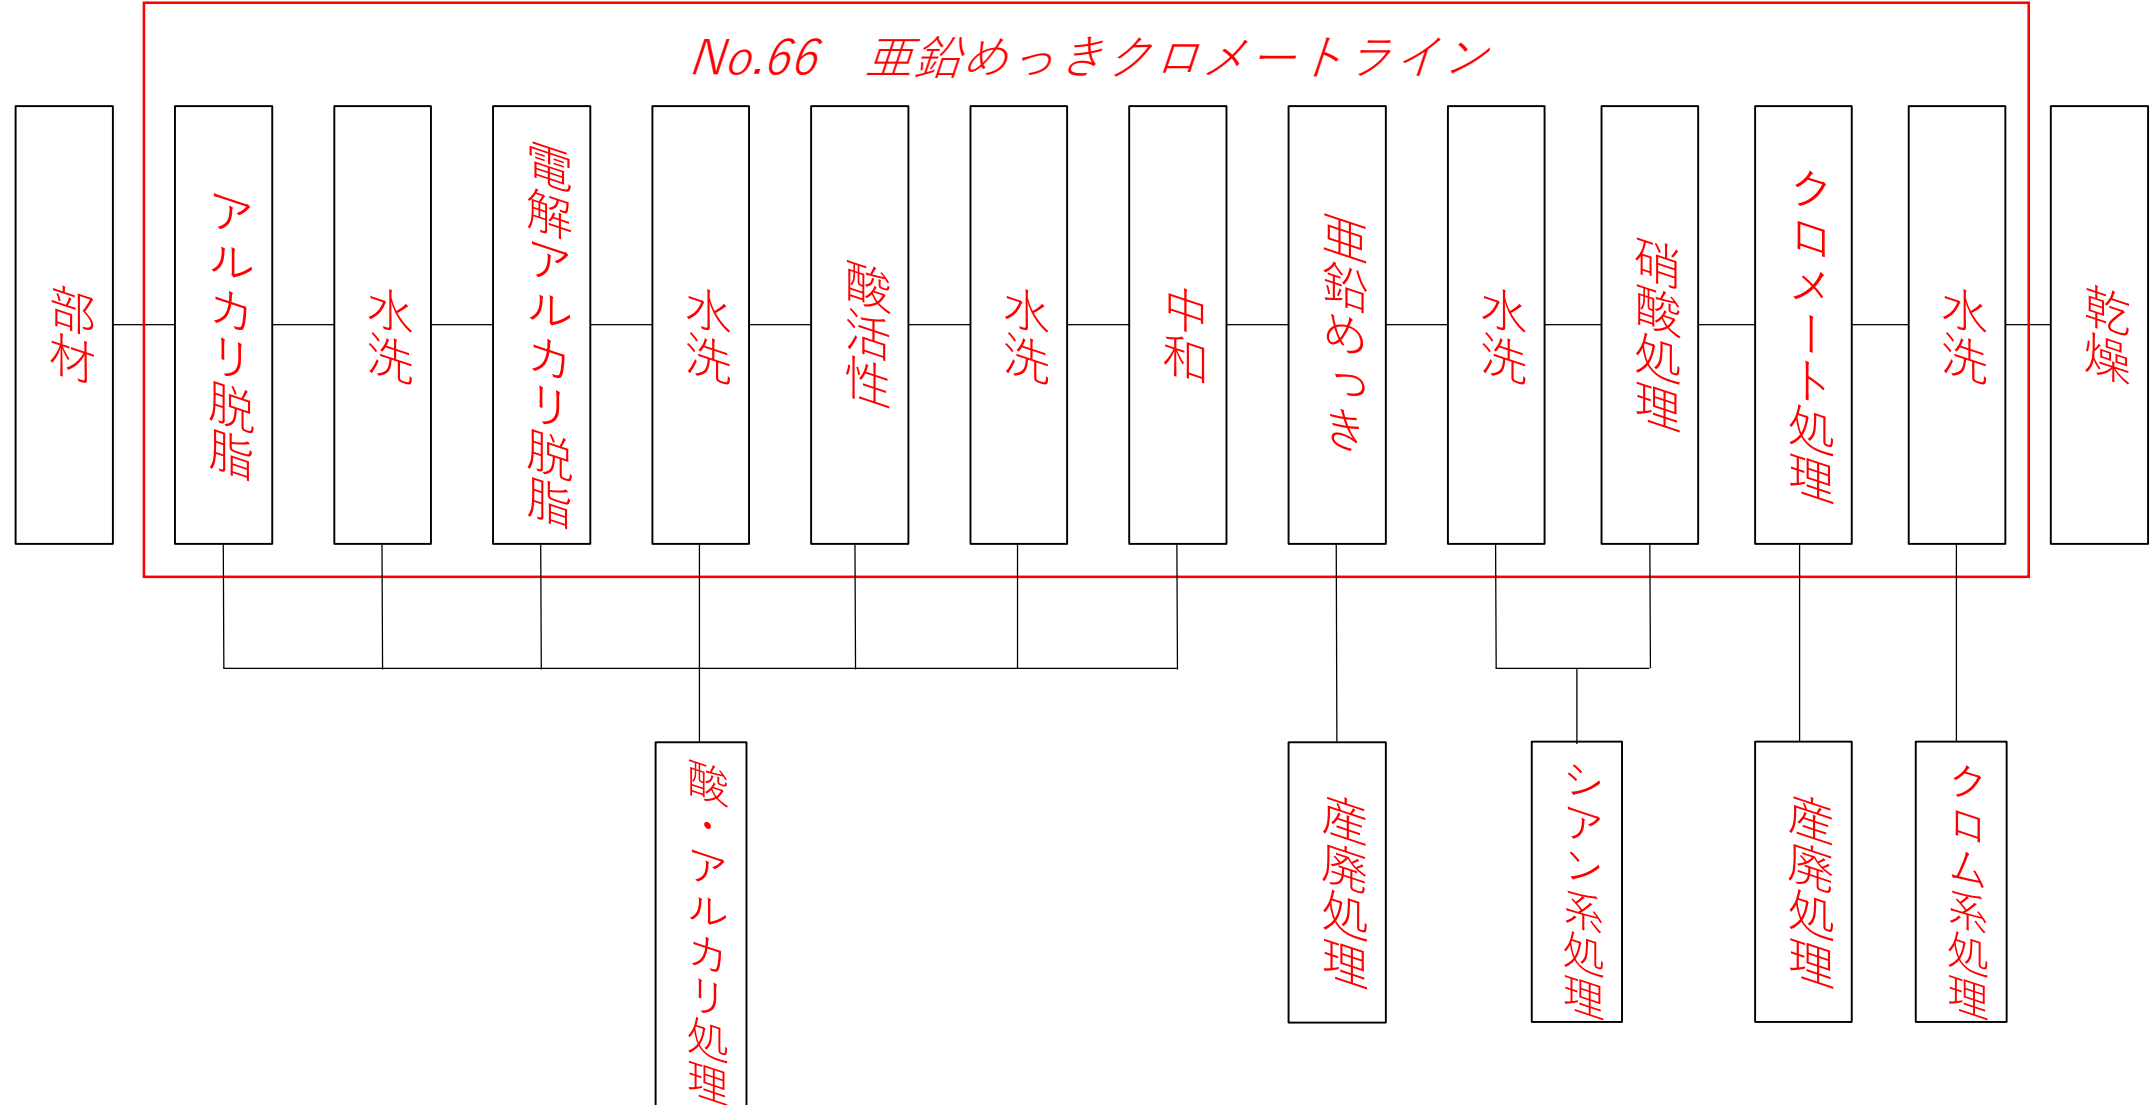 No.66　亜鉛めっきクロメートライン
部材
アルカリ脱脂
水洗
電解アルカリ脱脂
水洗
酸活性
水洗
中和
亜鉛めっき
水洗
硝酸処理
クロメート処理
水洗
乾燥
酸・アルカリ処理
産廃処理
シアン系処理
産廃処理
クロム系処理